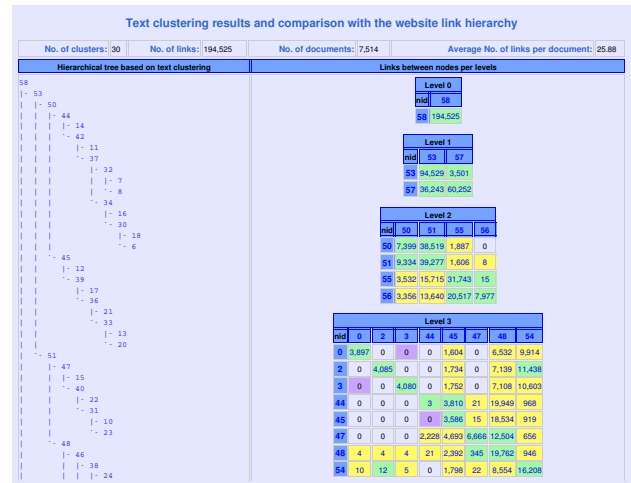 Text clustering results and comparison with the website link hierarchy
No. of clusters: 30 No. of links: 194,525 No. of documents: 7,514 Average No. of links per document: 25.88
Hierarchical tree based on text clustering
58
|- 53
| |- 50
| | |- 44
| | | |- 14
| | | `- 42
| | | |- 11
| | | `- 37
| | | |- 32
| | | | |- 7
| | | | `- 8
| | | `- 34
| | | |- 16
| | | `- 30
| | | |- 18
| | | `- 6
| | `- 45
| | |- 12
| | `- 39
| | |- 17
| | `- 36
| | |- 21
| | `- 33
| | |- 13
| | `- 20
| `- 51
| |- 47
| | |- 15
| | `- 40
| | |- 22
| | `- 31
| | |- 10
| | `- 23
| `- 48
| |- 46
| | |- 38
| | | |- 24
Links between nodes per levels
Level 0
nid 58
58 194,525
Level 1
nid 53 57
53 94,529 3,501
57 36,243 60,252
Level 2
nid 50 51 55 56
50 7,399 38,519 1,887 0
51 9,334 39,277 1,606 8
55 3,532 15,715 31,743 15
56 3,356 13,640 20,517 7,977
Level 3
nid 0 2 3 44 45 47 48 54
0 3,897 0 0 0 1,604 0 6,532 9,914
2 0 4,085 0 0 1,734 0 7,139 11,438
3 0 0 4,080 0 1,752 0 7,108 10,603
44 0 0 0 3 3,810 21 19,949 968
45 0 0 0 0 3,586 15 18,534 919
47 0 0 0 2,228 4,693 6,666 12,504 656
48 4 4 4 21 2,392 345 19,762 946
54 10 12 5 0 1,798 22 8,554 16,208